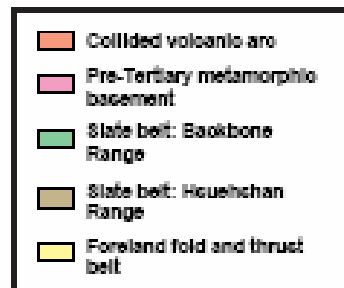 Collided volcanic arc
Pre-Tertiary metamorphic
basement
Slate belt: Backbone
Range
Slate belt: Hsuehshan
Range
Foreland fold and thrust
belt